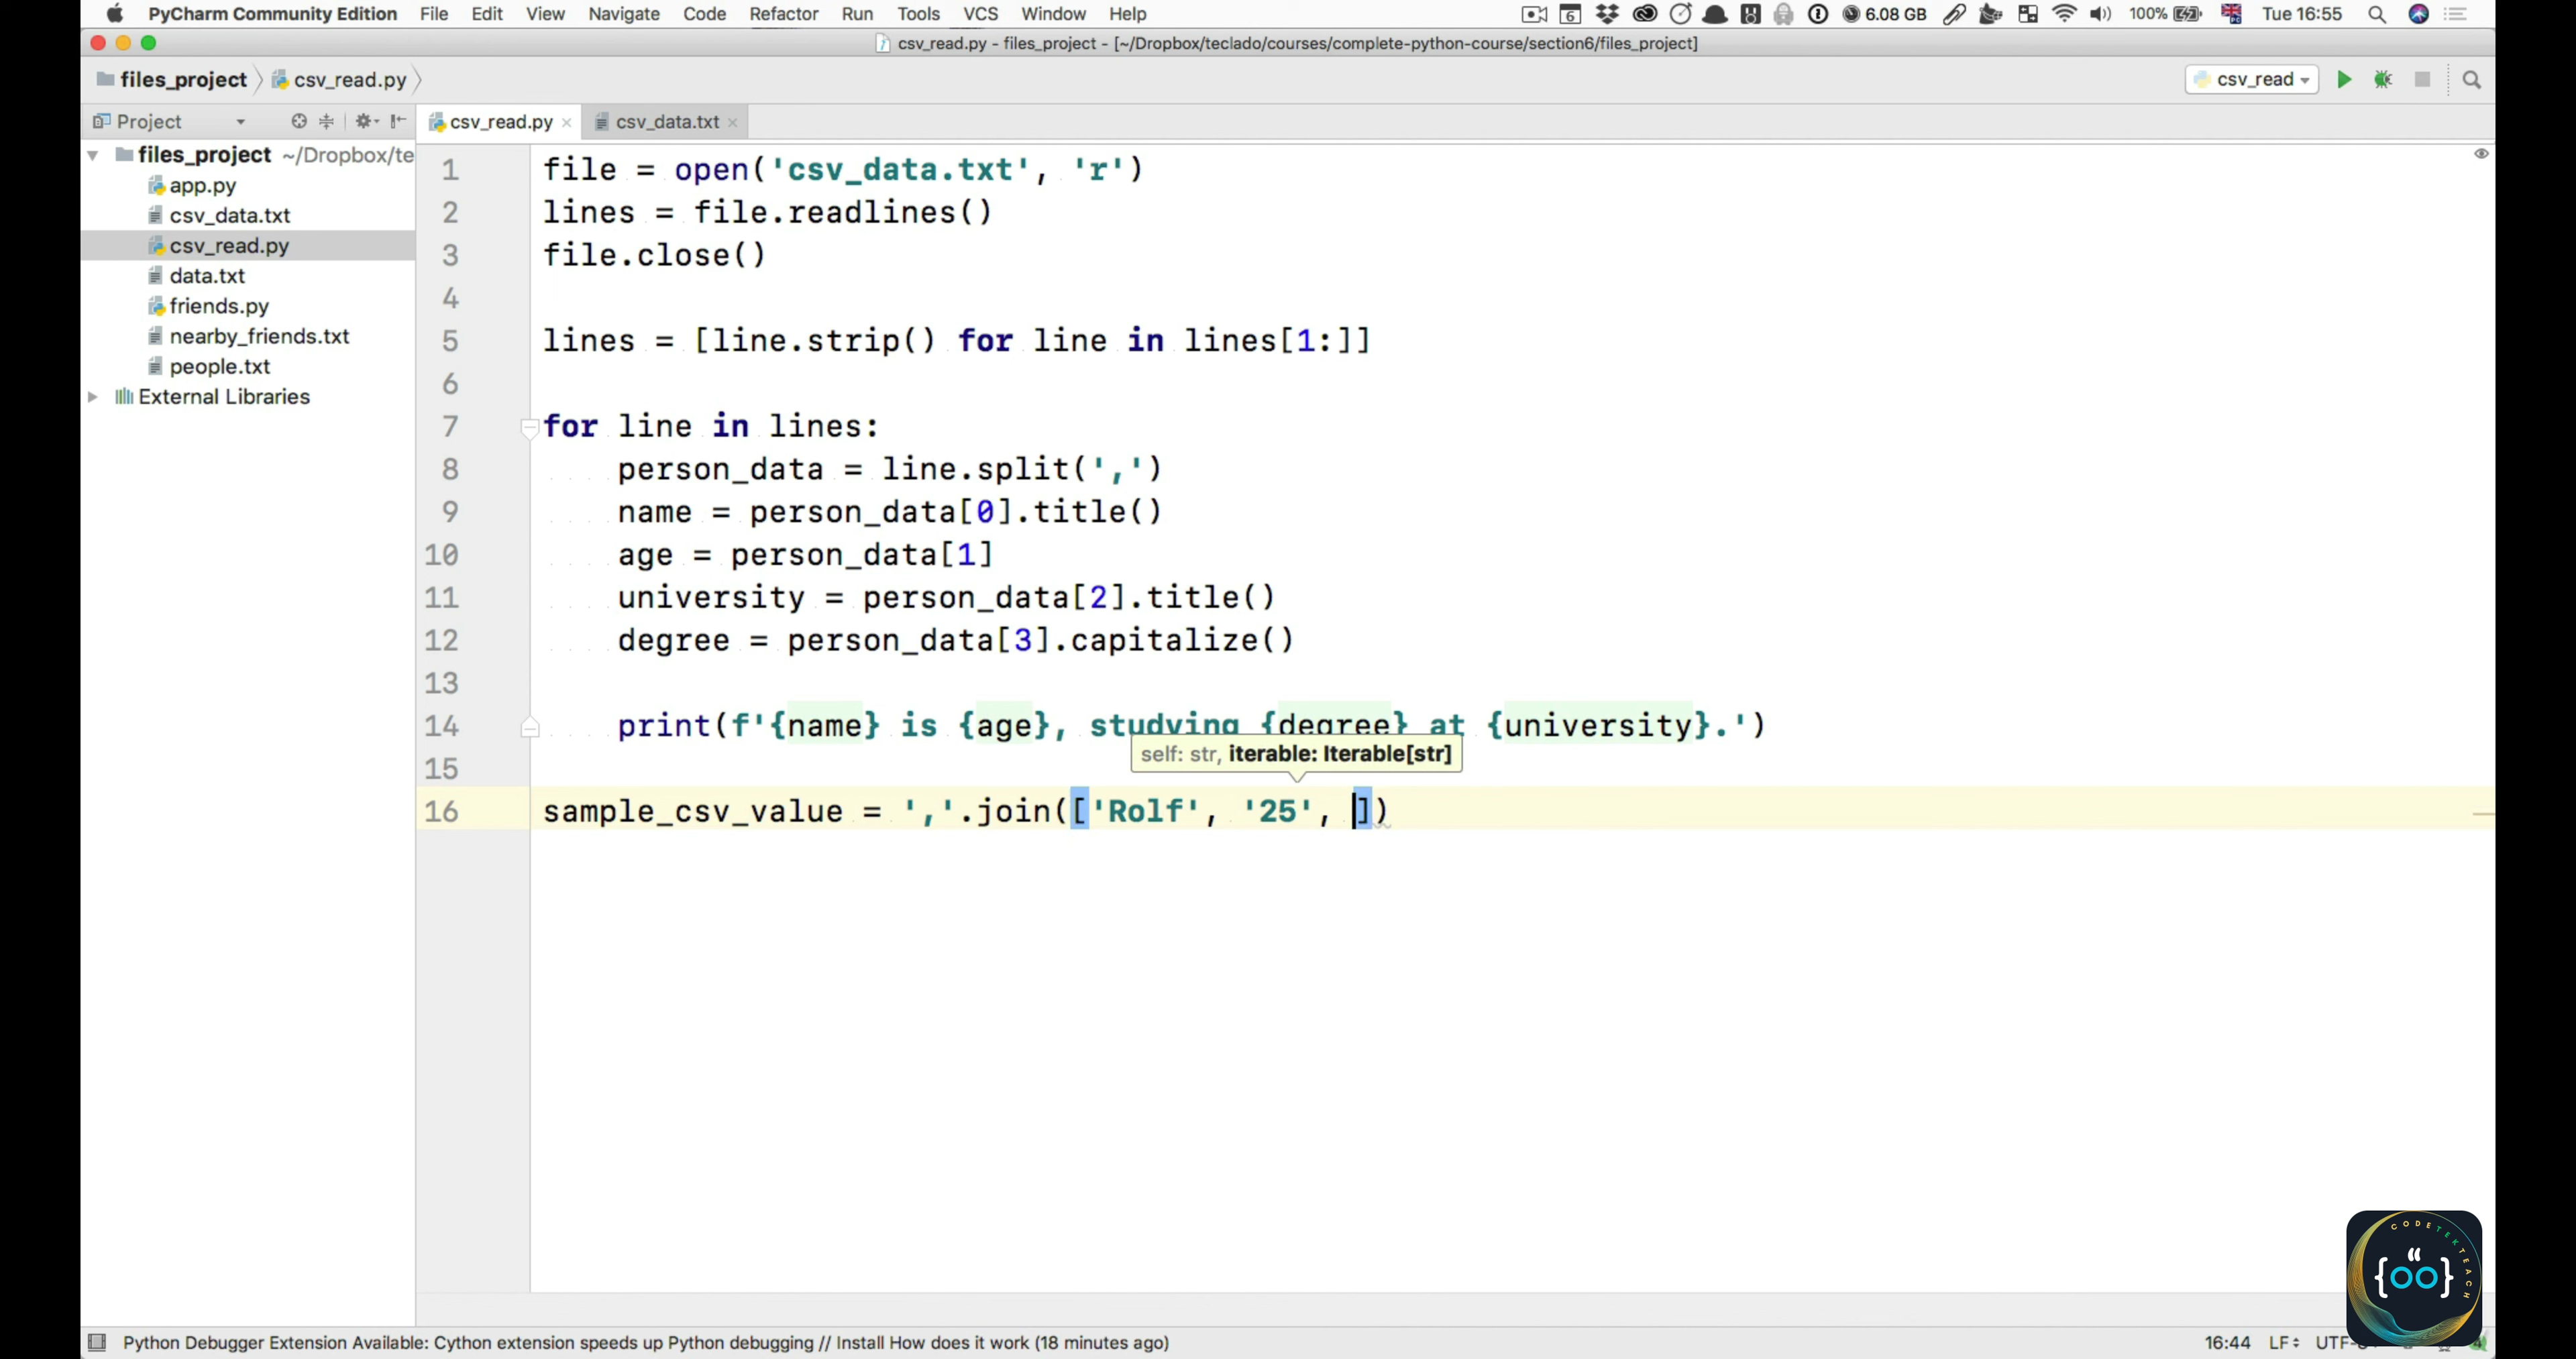 PyCharm Community Edition File Edit View Navigate Code Refactor Run Tools VCS Window Help 6 6.08 GB 100% Tue 16:55
csv_read.py - files_project - [~/Dropbox/teclado/courses/complete-python-course/section6/files_project]
files_project csv_read.py csv_read
Project
csv_read.py csv_data.txt
files_project ~/Dropbox/te
app.py
csv_data.txt
csv_read.py
data.txt
friends.py
nearby_friends.txt
people.txt
External Libraries
1 file = open('csv_data.txt', 'r')
2 lines = file.readlines()
3 file.close()
4
5 lines = [line.strip() for line in lines[1:]]
6
7 for line in lines:
8 person_data = line.split(',')
9 name = person_data[0].title()
10 age = person_data[1]
11 university = person_data[2].title()
12 degree = person_data[3].capitalize()
13
14 print(f'{name} is {age}, studying {degree} at {university}.')
self: str, iterable: Iterable[str]
15
16 sample_csv_value = ','.join(['Rolf', '25', ])
CODETEKTEACH
{oo}
Python Debugger Extension Available: Cython extension speeds up Python debugging // Install How does it work (18 minutes ago) 16:44 LF